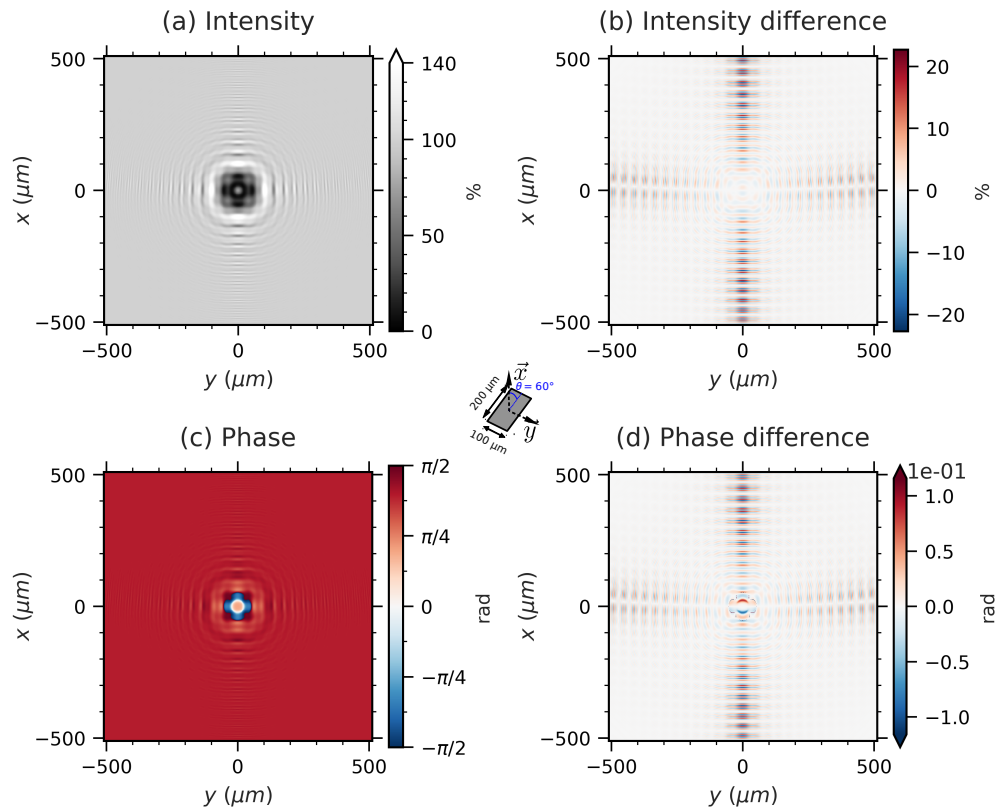 (a) Intensity
500
0
−500
−500
0
500
x (μm)
y (μm)
140
100
50
0
%
(b) Intensity difference
500
0
−500
−500
0
500
x (μm)
y (μm)
20
10
0
−10
−20
%
x⃗
θ = 60°
200 μm
100 μm
y⃗
(c) Phase
500
0
−500
−500
0
500
x (μm)
y (μm)
π/2
π/4
0
−π/4
−π/2
rad
(d) Phase difference
500
0
−500
−500
0
500
x (μm)
y (μm)
1e-01
1.0
0.5
0.0
−0.5
−1.0
rad